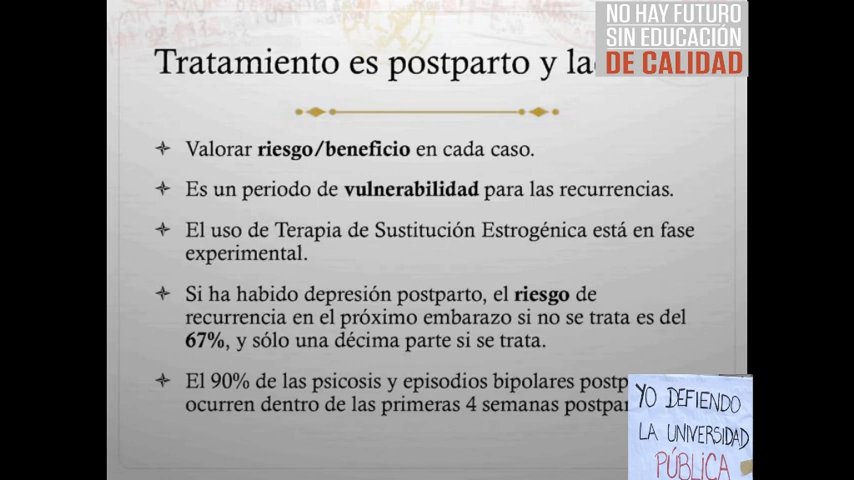 Tratamiento es postparto y
NO HAY FUTURO
SIN EDUCACIÓN
DE CALIDAD
Valorar riesgo/beneficio en cada caso.
Es un periodo de vulnerabilidad para las recurrencias.
El uso de Terapia de Sustitución Estrogénica está en fase
experimental.
Si ha habido depresión postparto, el riesgo de
recurrencia en el próximo embarazo si no se trata es del
67%, y sólo una décima parte si se trata.
El 90% de las psicosis y episodios bipolares
ocurren dentro de las primeras 4 semanas
YO DEFIENDO
LA UNIVERSIDAD
PÚBLICA